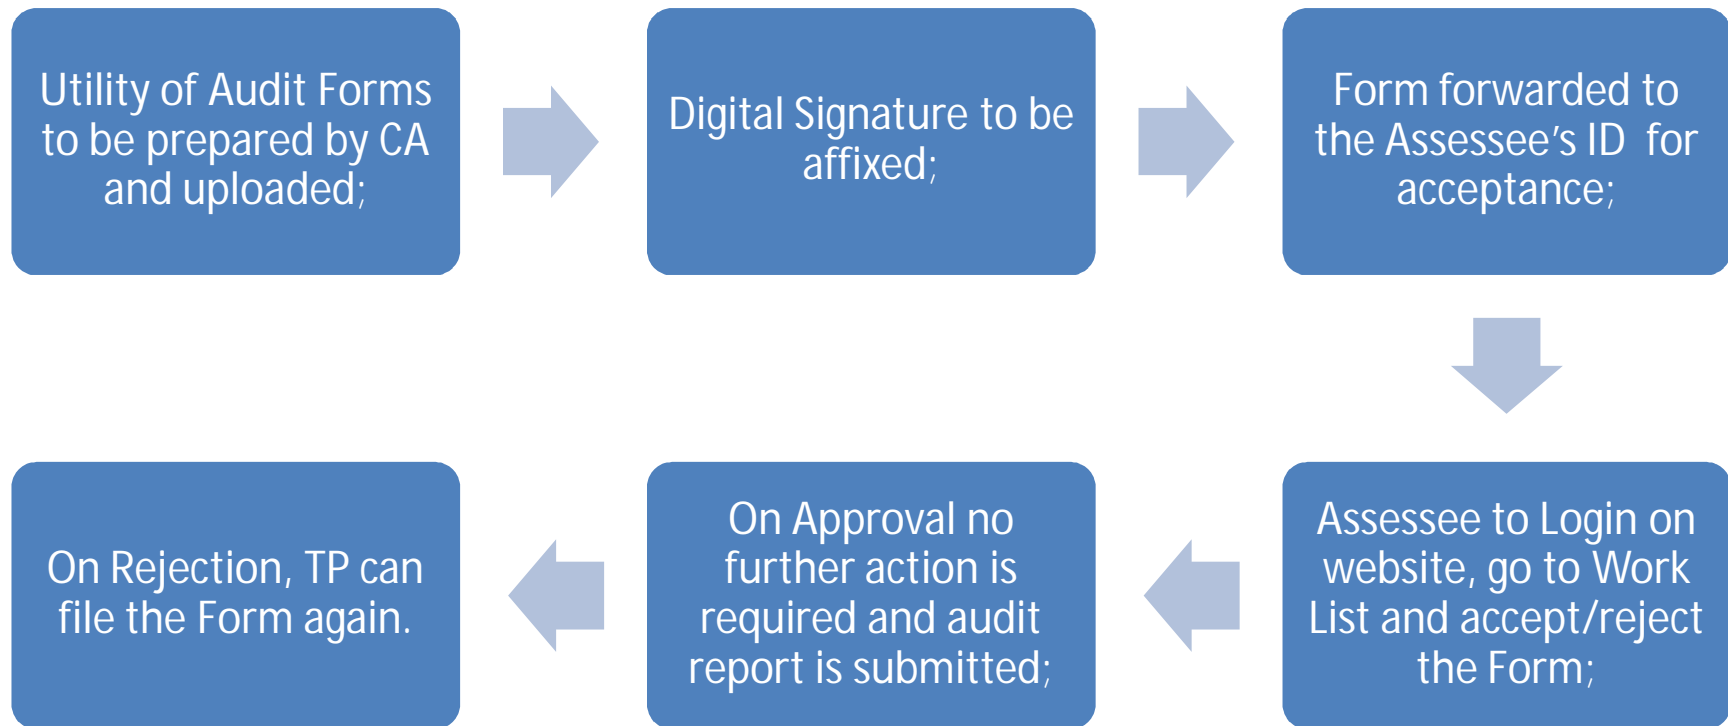 Utility of Audit Forms
to be prepared by CA
and uploaded;
Digital Signature to be
affixed;
Form forwarded to
the Assessee’s ID  for
acceptance;
Assessee to Login on
website, go to Work
List and accept/reject
the Form;
On Approval no
further action is
required and audit
report is submitted;
On Rejection, TP can
file the Form again.